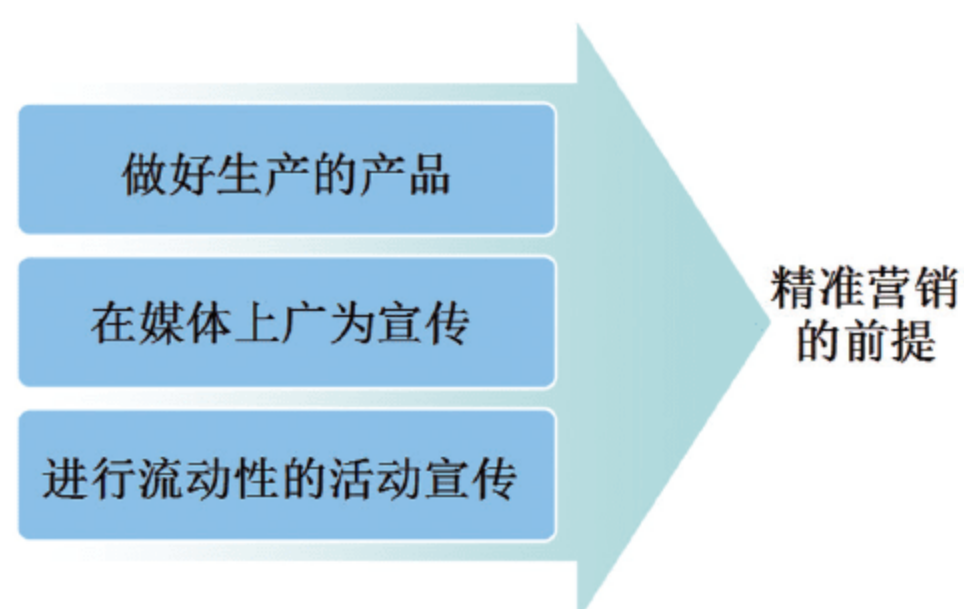 做好生产的产品
在媒体上广为宣传
进行流动性的活动宣传
精准营销
的前提